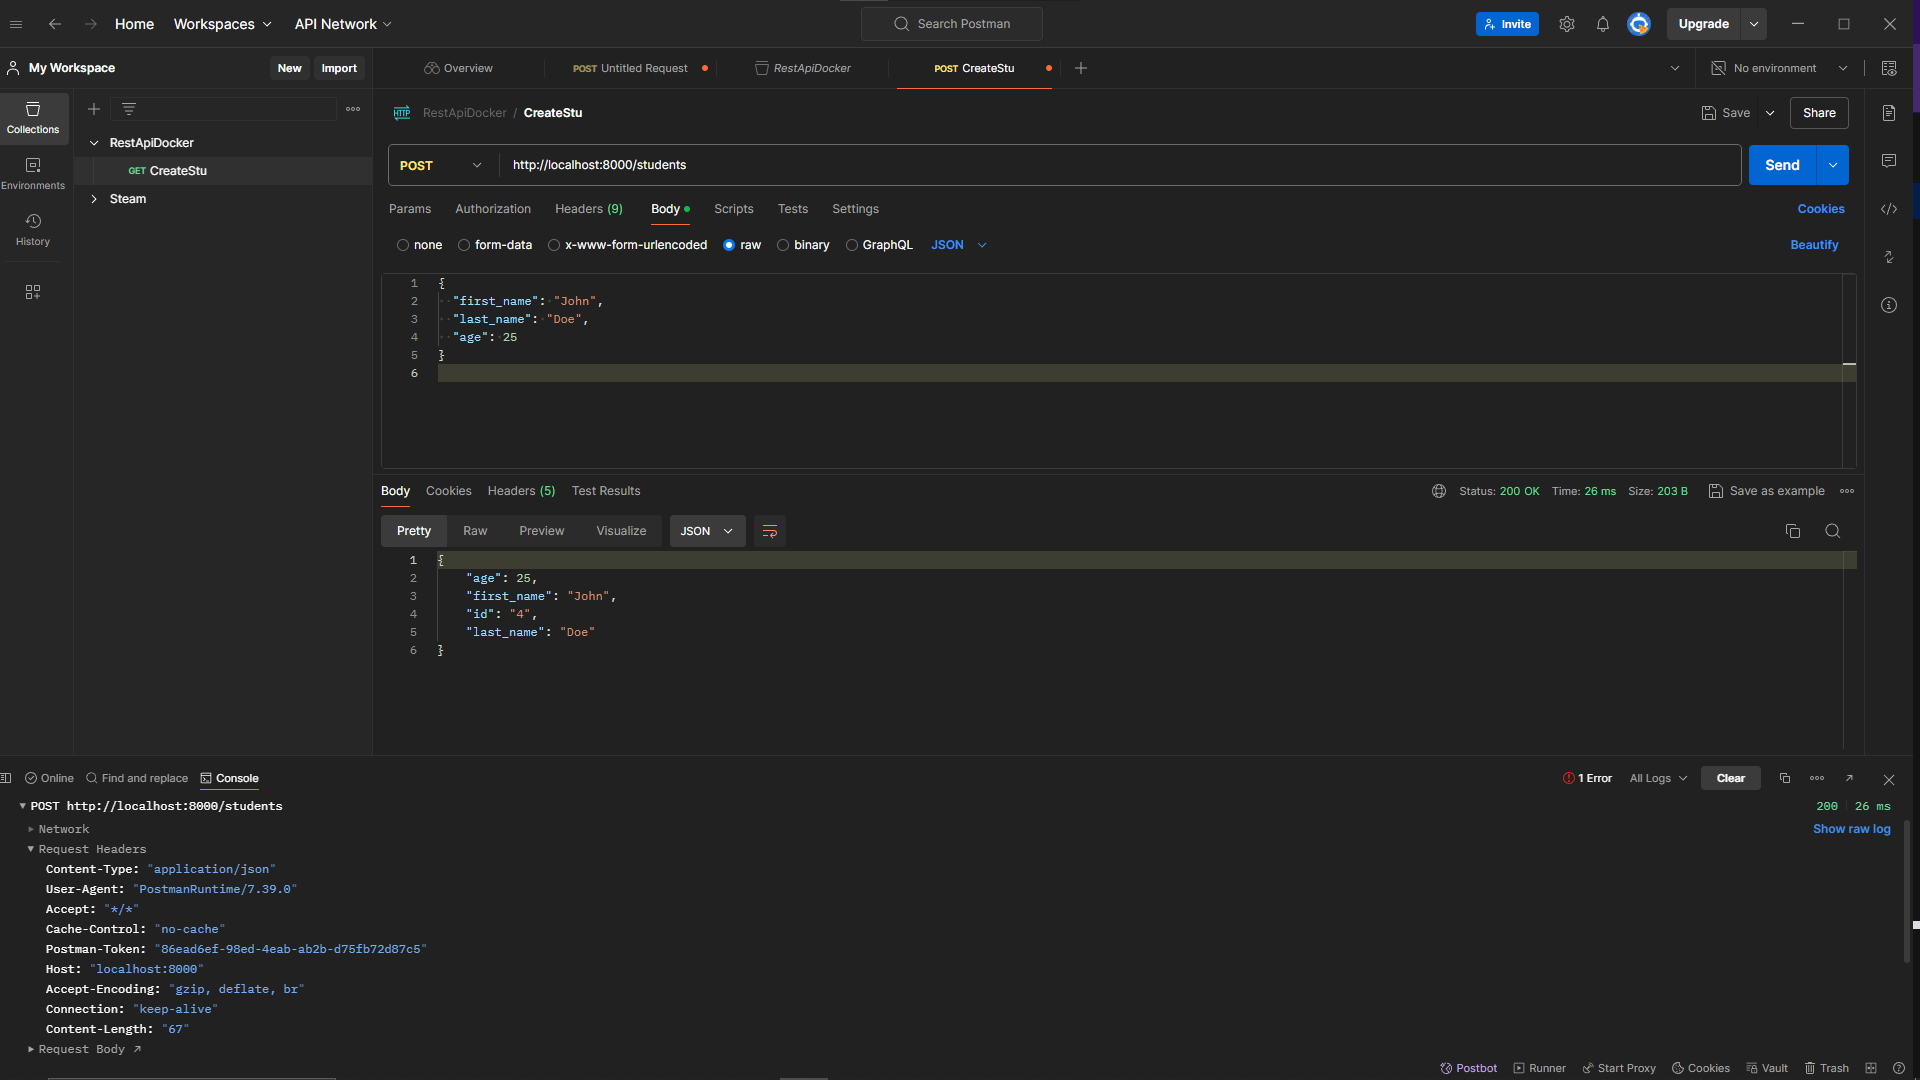 Home Workspaces API Network Search Postman Invite Upgrade
My Workspace New Import Overview POST Untitled Request RestApiDocker POST CreateStu No environment
Collections
Environments
History
RestApiDocker
GET CreateStu
Steam
HTTP RestApiDocker / CreateStu Save Share
POST http://localhost:8000/students Send
Params Authorization Headers (9) Body Scripts Tests Settings Cookies
none form-data x-www-form-urlencoded raw binary GraphQL JSON Beautify
1 {
2 "first_name": "John",
3 "last_name": "Doe",
4 "age": 25
5 }
6
Body Cookies Headers (5) Test Results Status: 200 OK Time: 26 ms Size: 203 B Save as example
Pretty Raw Preview Visualize JSON
1 {
2 "age": 25,
3 "first_name": "John",
4 "id": "4",
5 "last_name": "Doe"
6 }
Online Find and replace Console 1 Error All Logs Clear
POST http://localhost:8000/students 200 26 ms
Network Show raw log
Request Headers
Content-Type: "application/json"
User-Agent: "PostmanRuntime/7.39.0"
Accept: "*/*"
Cache-Control: "no-cache"
Postman-Token: "86ead6ef-98ed-4eab-ab2b-d75fb72d87c5"
Host: "localhost:8000"
Accept-Encoding: "gzip, deflate, br"
Connection: "keep-alive"
Content-Length: "67"
Request Body
Postbot Runner Start Proxy Cookies Vault Trash